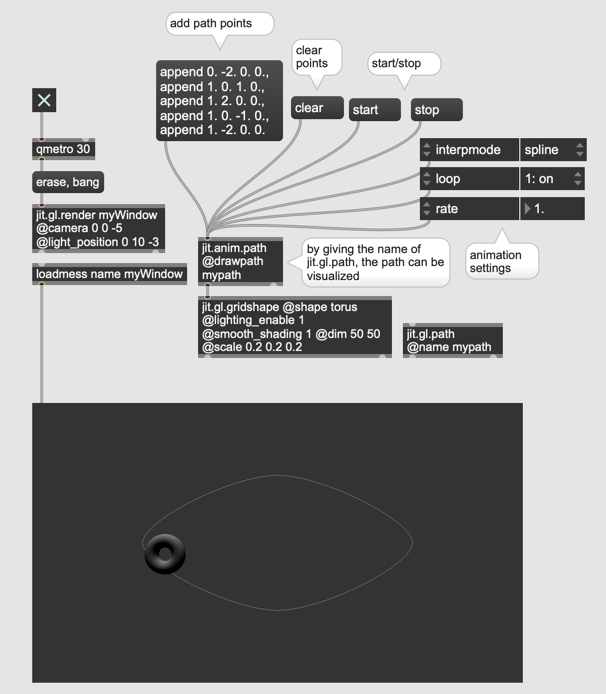 add path points
clear
points
start/stop
append 0. -2. 0. 0.,
append 1. 0. 1. 0.,
append 1. 2. 0. 0.,
append 1. 0. -1. 0.,
append 1. -2. 0. 0.
clear
start
stop
qmetro 30
interpmode
spline
erase, bang
loop
1: on
jit.gl.render myWindow
@camera 0 0 -5
@light_position 0 10 -3
rate
1.
loadmess name myWindow
jit.anim.path
@drawpath
mypath
by giving the name of
jit.gl.path, the path can be
visualized
animation
settings
jit.gl.gridshape @shape torus
@lighting_enable 1
@smooth_shading 1 @dim 50 50
@scale 0.2 0.2 0.2
jit.gl.path
@name mypath